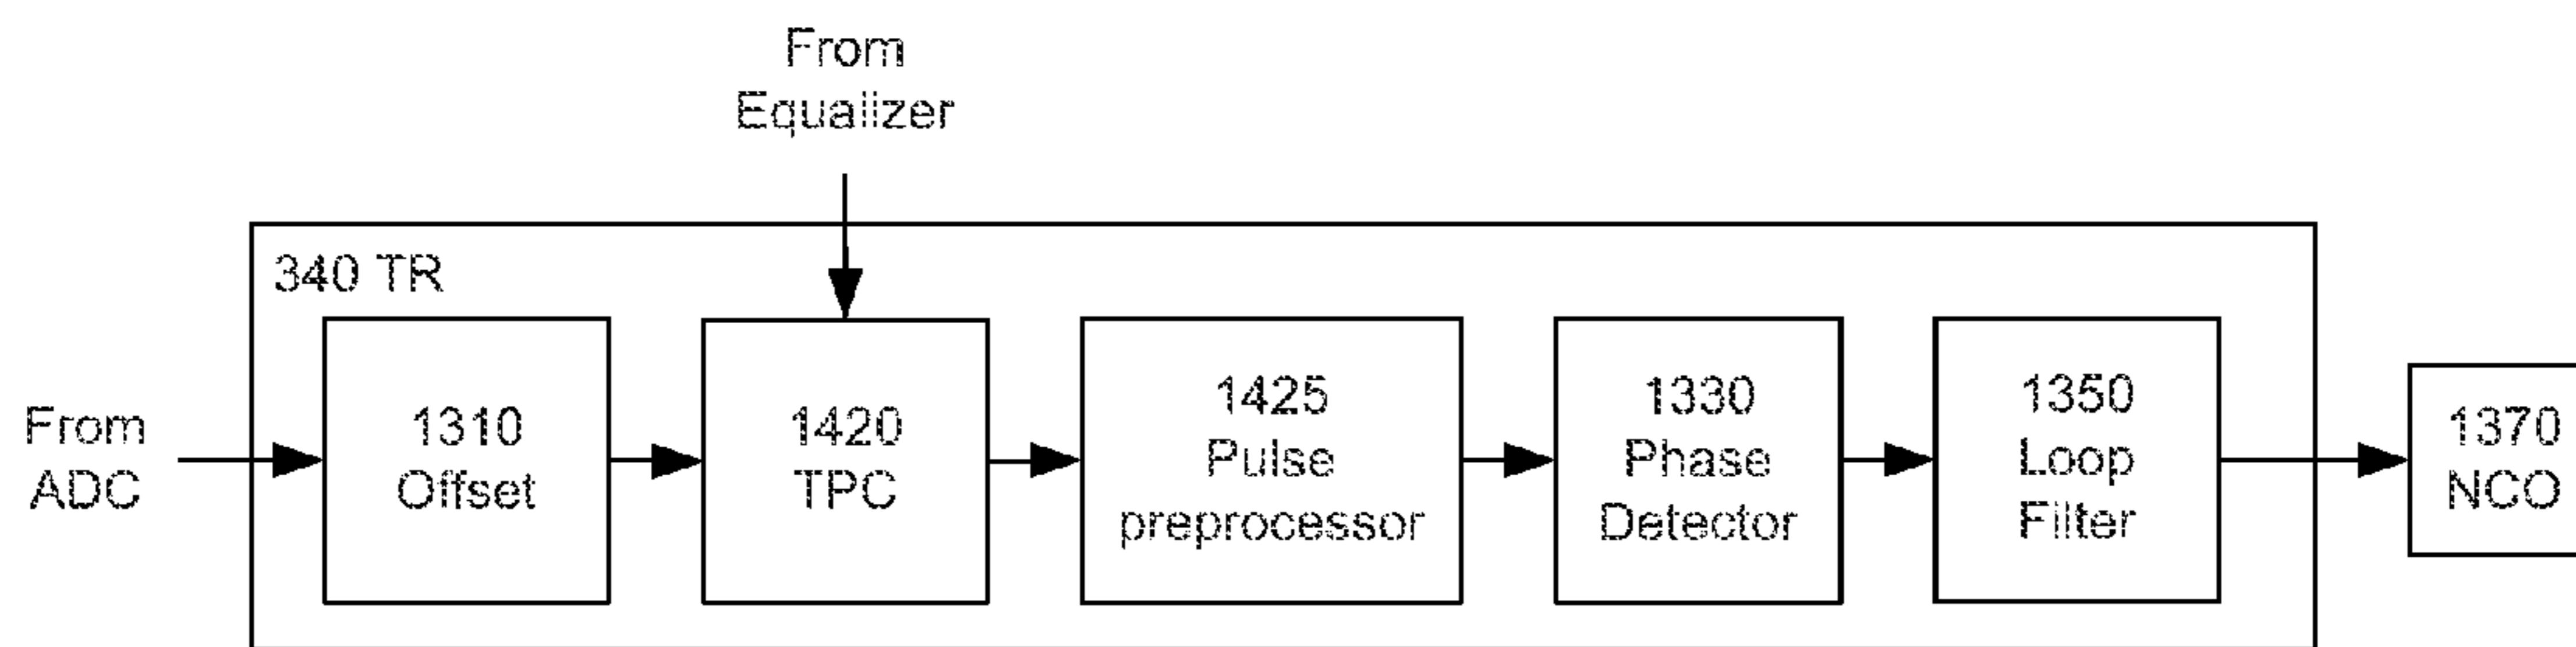 From
Equalizer
340 TR
From
ADC
1310
Offset
1420
TPC
1425
Pulse
preprocessor
1330
Phase
Detector
1350
Loop
Filter
1370
NCO